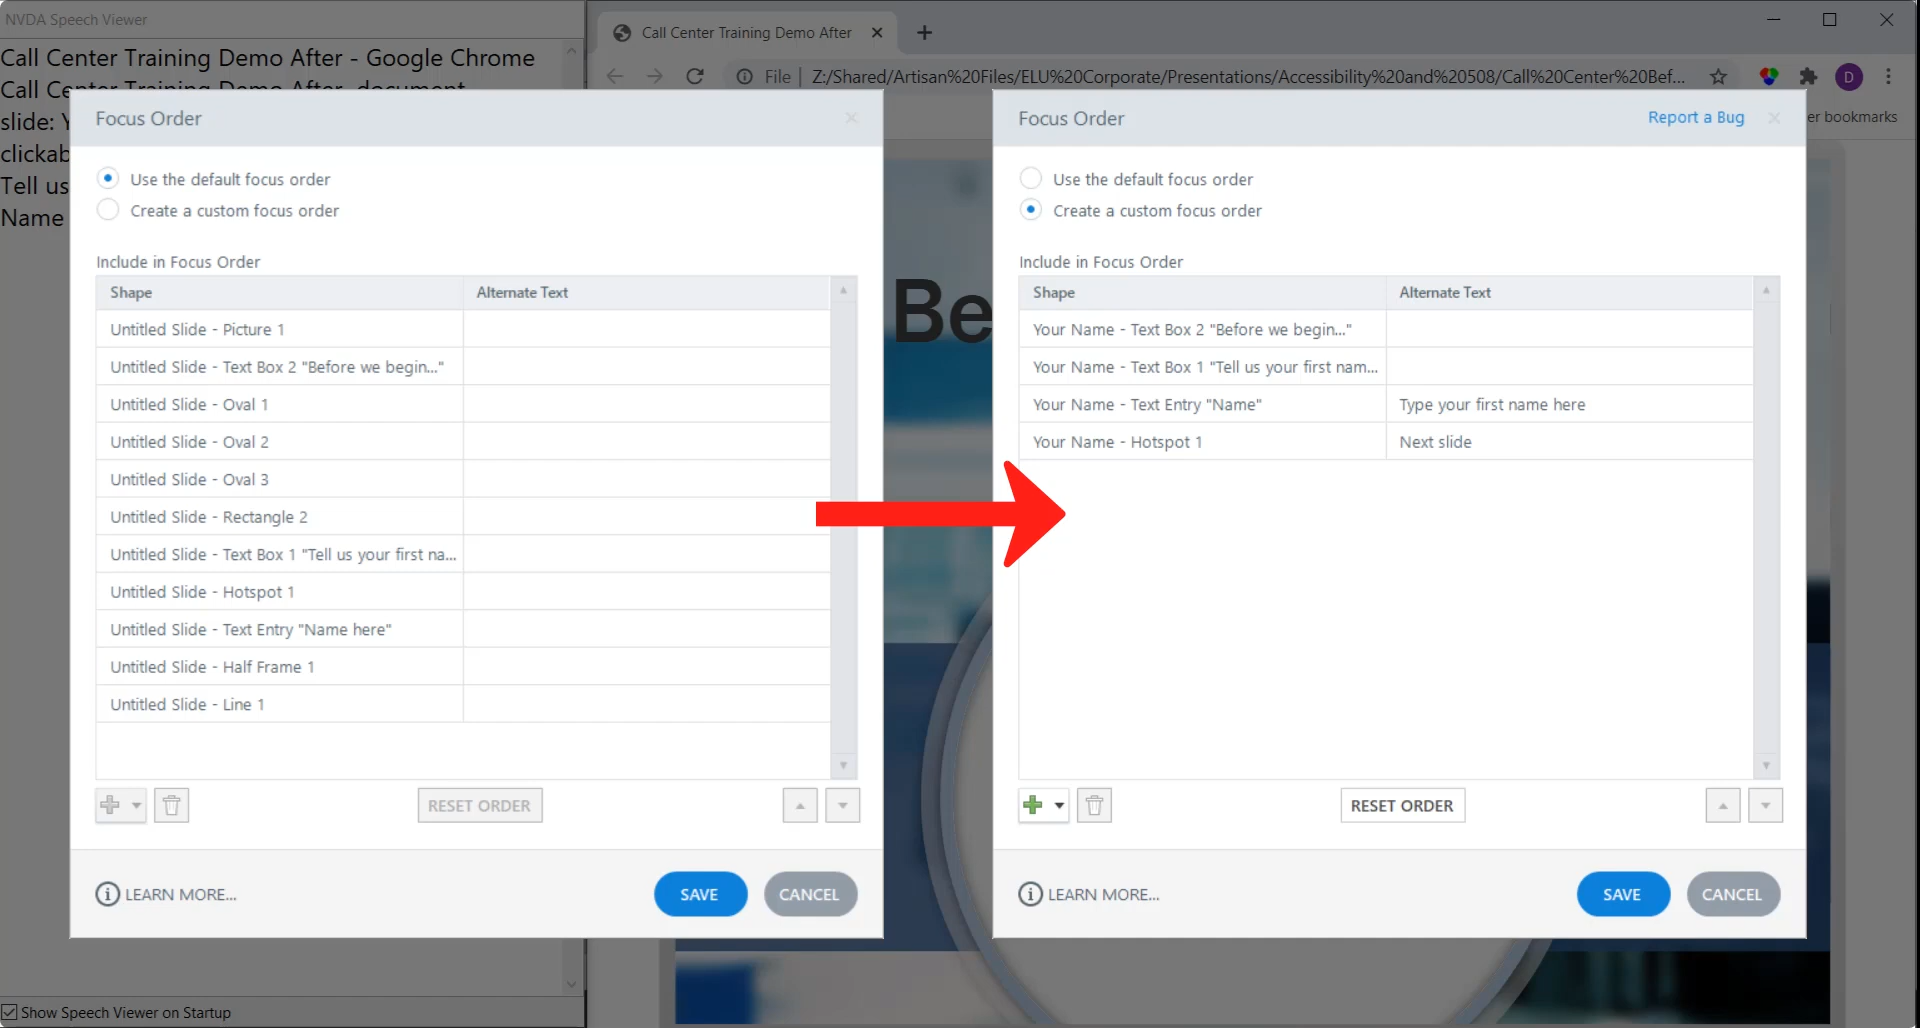 NVDA Speech Viewer
Call Center Training Demo After - Google Chrome
Call Center Training Demo After document
slide: Y
clickab
Tell us
Name
Show Speech Viewer on Startup
Call Center Training Demo After
File | Z:/Shared/Artisan%20Files/ELU%20Corporate/Presentations/Accessibility%20and%20508/Call%20Center%20Bef...
D
er bookmarks
Be
Focus Order
Use the default focus order
Create a custom focus order
Include in Focus Order
Shape Alternate Text
Untitled Slide - Picture 1
Untitled Slide - Text Box 2 "Before we begin..."
Untitled Slide - Oval 1
Untitled Slide - Oval 2
Untitled Slide - Oval 3
Untitled Slide - Rectangle 2
Untitled Slide - Text Box 1 "Tell us your first na...
Untitled Slide - Hotspot 1
Untitled Slide - Text Entry "Name here"
Untitled Slide - Half Frame 1
Untitled Slide - Line 1
RESET ORDER
LEARN MORE...
SAVE CANCEL
Focus Order Report a Bug
Use the default focus order
Create a custom focus order
Include in Focus Order
Shape Alternate Text
Your Name - Text Box 2 "Before we begin..."
Your Name - Text Box 1 "Tell us your first nam...
Your Name - Text Entry "Name" Type your first name here
Your Name - Hotspot 1 Next slide
RESET ORDER
LEARN MORE...
SAVE CANCEL